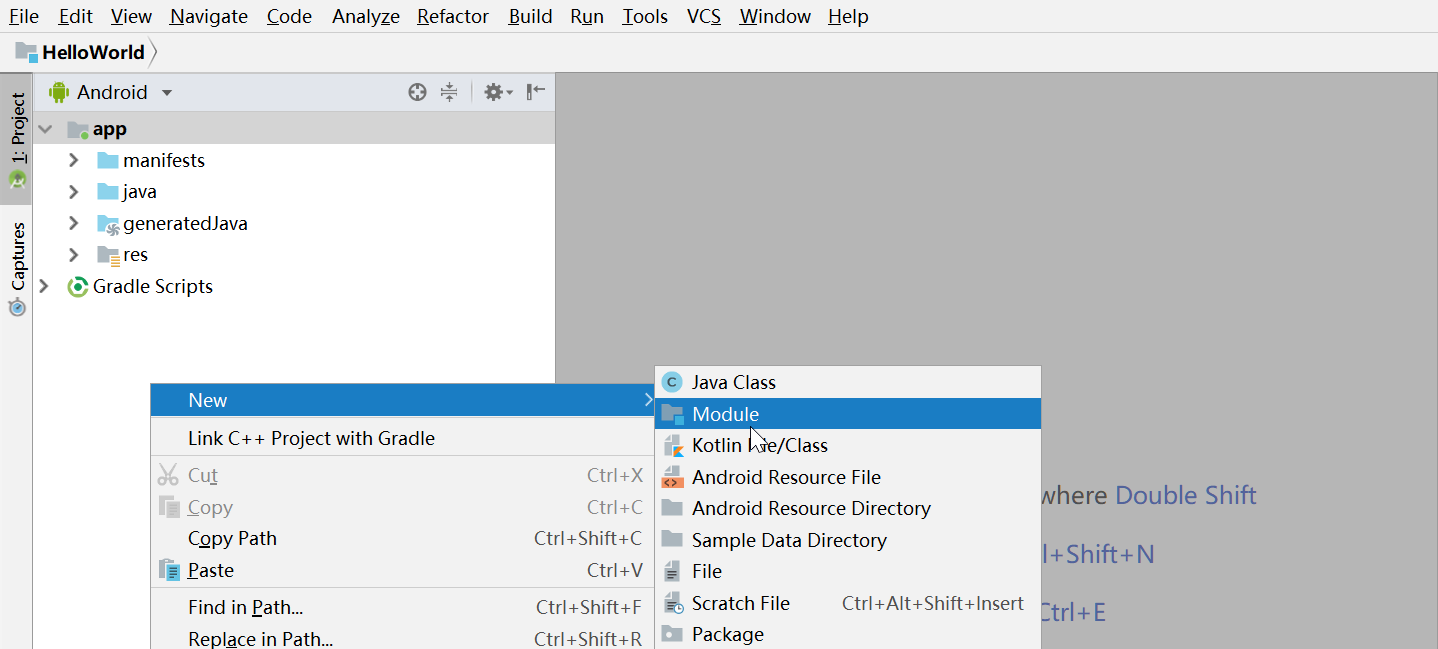 File Edit View Navigate Code Analyze Refactor Build Run Tools VCS Window Help
HelloWorld
1: Project
Captures
Android
app
manifests
java
generatedJava
res
Gradle Scripts
New
Link C++ Project with Gradle
Cut Ctrl+X
Copy Ctrl+C
Copy Path Ctrl+Shift+C
Paste Ctrl+V
Find in Path... Ctrl+Shift+F
Replace in Path... Ctrl+Shift+R
Java Class
Module
Kotlin File/Class
Android Resource File
Android Resource Directory
Sample Data Directory
File
Scratch File Ctrl+Alt+Shift+Insert
Package
where Double Shift
l+Shift+N
Ctrl+E